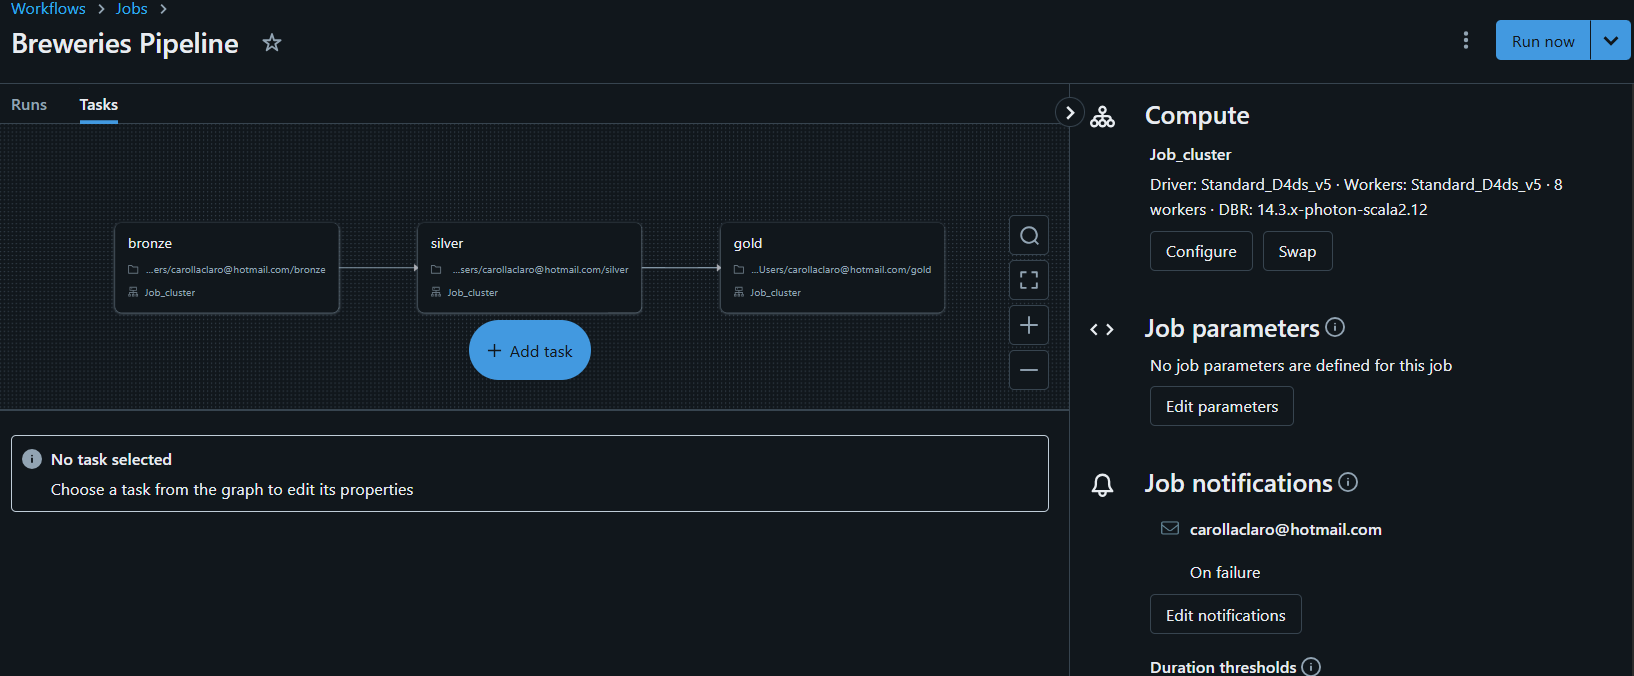 Workflows > Jobs >
Breweries Pipeline
Run now
Runs Tasks
bronze
...ers/carollaclaro@hotmail.com/bronze
Job_cluster
silver
...sers/carollaclaro@hotmail.com/silver
Job_cluster
gold
...Users/carollaclaro@hotmail.com/gold
Job_cluster
+ Add task
No task selected
Choose a task from the graph to edit its properties
Compute
Job_cluster
Driver: Standard_D4ds_v5 · Workers: Standard_D4ds_v5 · 8
workers · DBR: 14.3.x-photon-scala2.12
Configure Swap
Job parameters
No job parameters are defined for this job
Edit parameters
Job notifications
carollaclaro@hotmail.com
On failure
Edit notifications
Duration thresholds